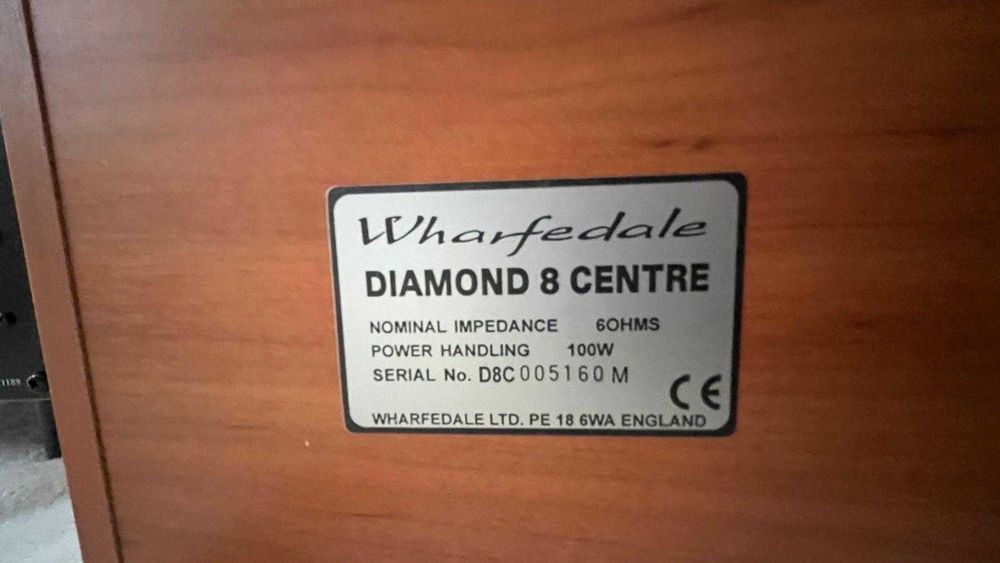 Wharfedale
DIAMOND 8 CENTRE
NOMINAL IMPEDANCE 6OHMS
POWER HANDLING 100W
SERIAL No. D8C005160M
CE
WHARFEDALE LTD. PE 18 6WA ENGLAND